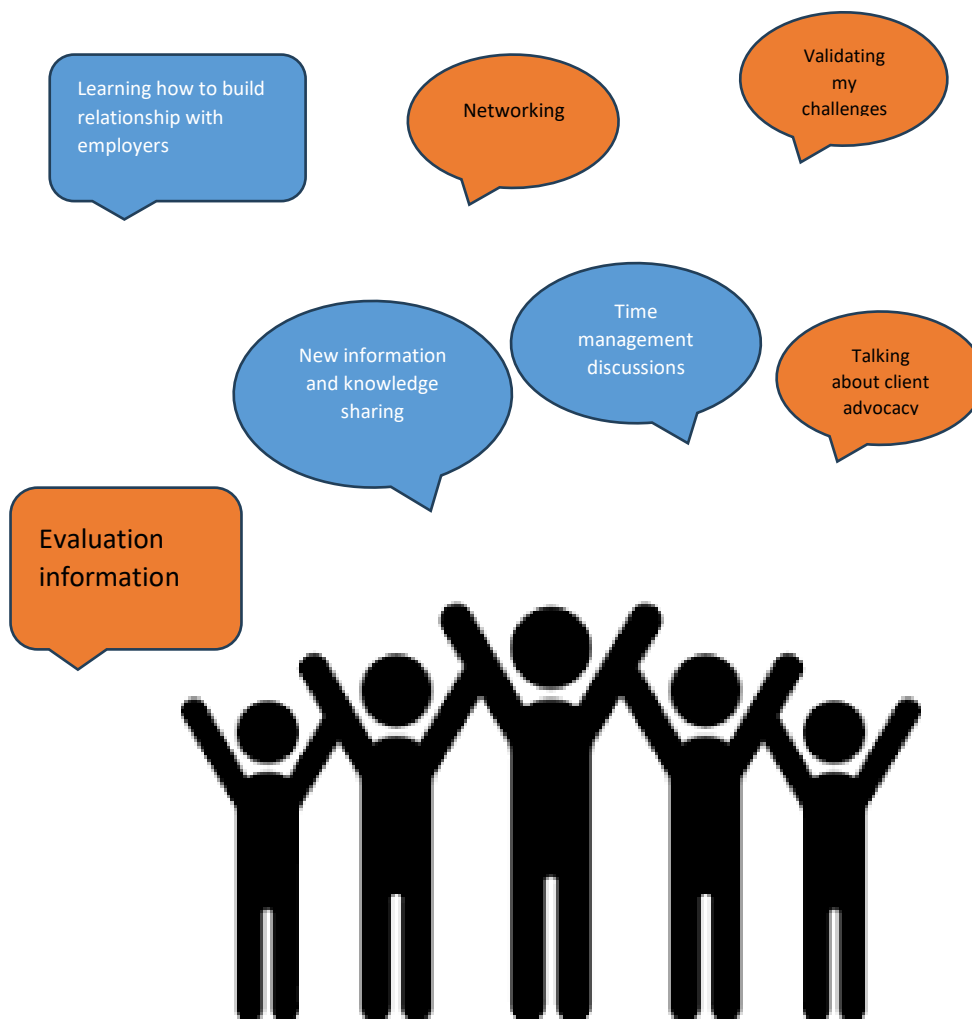 Learning how to build
relationship with
employers
Networking
Validating
my
challenges
New information
and knowledge
sharing
Time
management
discussions
Talking
about client
advocacy
Evaluation
information